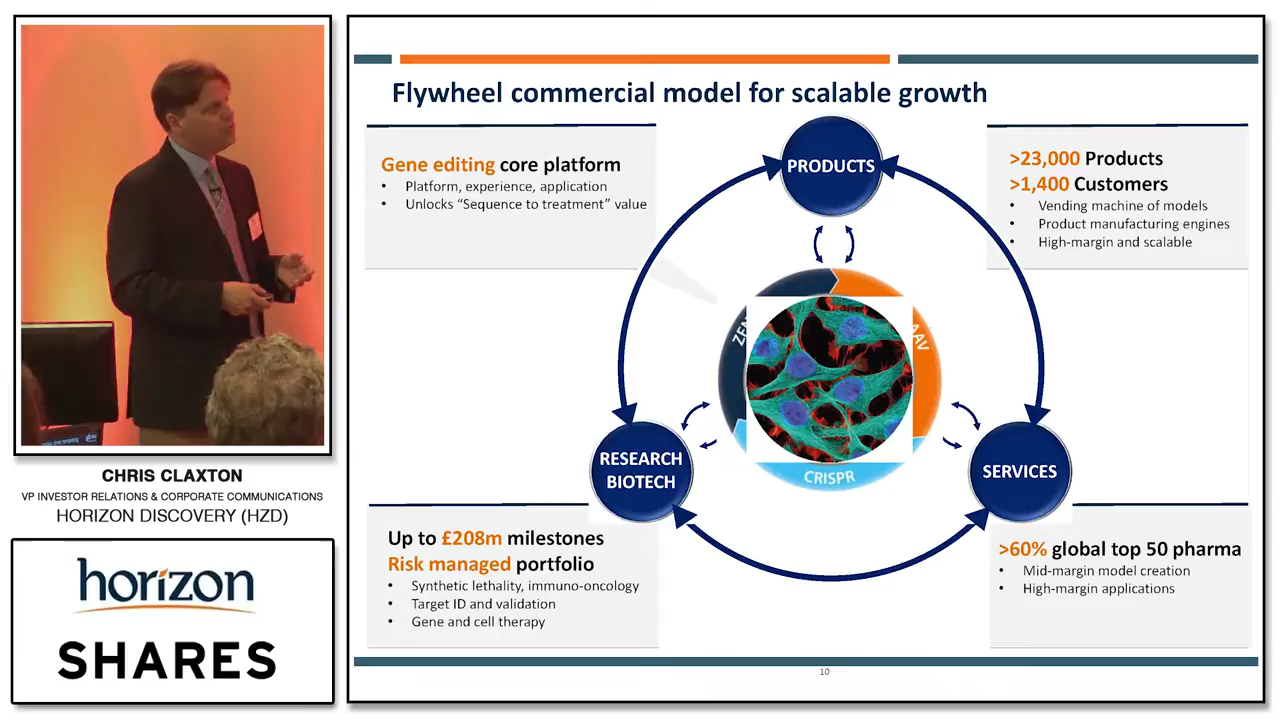 CHRIS CLAXTON
VP INVESTOR RELATIONS & CORPORATE COMMUNICATIONS
HORIZON DISCOVERY (HZD)
horizon
SHARES
Flywheel commercial model for scalable growth
Gene editing core platform
• Platform, experience, application
• Unlocks “Sequence to treatment” value
PRODUCTS
>23,000 Products
>1,400 Customers
• Vending machine of models
• Product manufacturing engines
• High-margin and scalable
AAV
CRISPR
RESEARCH
BIOTECH
SERVICES
Up to £208m milestones
Risk managed portfolio
• Synthetic lethality, immuno-oncology
• Target ID and validation
• Gene and cell therapy
>60% global top 50 pharma
• Mid-margin model creation
• High-margin applications
10